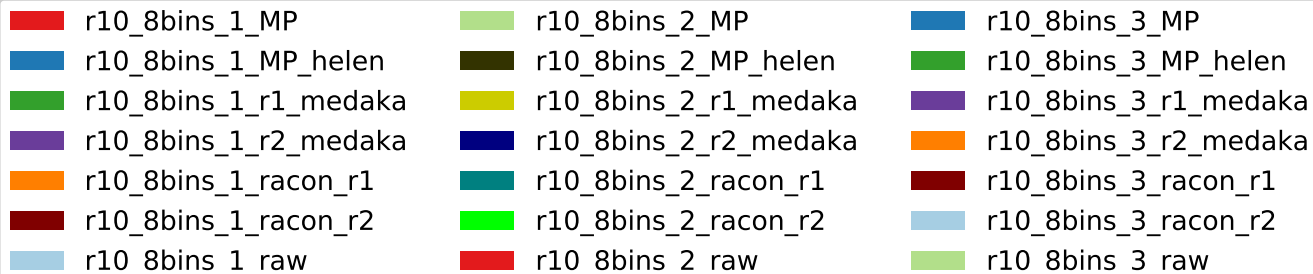 r10_8bins_1_MP r10_8bins_2_MP r10_8bins_3_MP
r10_8bins_1_MP_helen r10_8bins_2_MP_helen r10_8bins_3_MP_helen
r10_8bins_1_r1_medaka r10_8bins_2_r1_medaka r10_8bins_3_r1_medaka
r10_8bins_1_r2_medaka r10_8bins_2_r2_medaka r10_8bins_3_r2_medaka
r10_8bins_1_racon_r1 r10_8bins_2_racon_r1 r10_8bins_3_racon_r1
r10_8bins_1_racon_r2 r10_8bins_2_racon_r2 r10_8bins_3_racon_r2
r10_8bins_1_raw r10_8bins_2_raw r10_8bins_3_raw